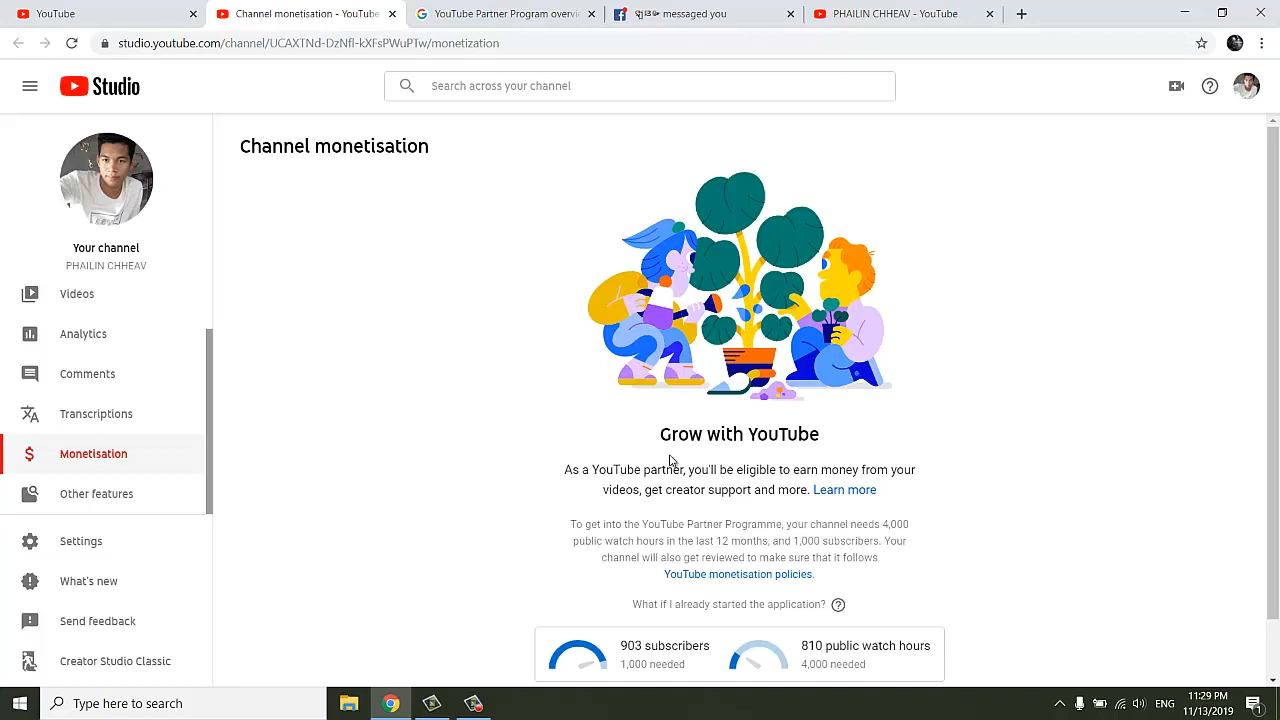 YouTube
Channel monetisation - YouTube
YouTube Partner Program overvi
messaged you
PHAILIN CHHEAV - YouTube
studio.youtube.com/channel/UCAXTNd-DzNfl-kXFsPWuPTw/monetization
Studio
Search across your channel
Your channel
PHAILIN CHHEAV
Videos
Analytics
Comments
Transcriptions
Monetisation
Other features
Settings
What's new
Send feedback
Creator Studio Classic
Channel monetisation
Grow with YouTube
As a YouTube partner, you'll be eligible to earn money from your
videos, get creator support and more. Learn more
To get into the YouTube Partner Programme, your channel needs 4,000
public watch hours in the last 12 months, and 1,000 subscribers. Your
channel will also get reviewed to make sure that it follows
YouTube monetisation policies.
What if I already started the application?
903 subscribers
1,000 needed
810 public watch hours
4,000 needed
Type here to search
ENG
11:29 PM
11/13/2019